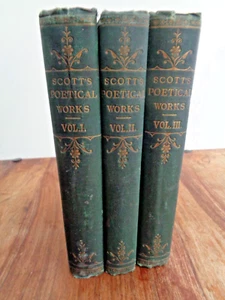 SCOTT'S
POETICAL
WORKS
VOL. I.
SCOTT'S
POETICAL
WORKS
VOL. II.
SCOTT'S
POETICAL
WORKS
VOL. III.